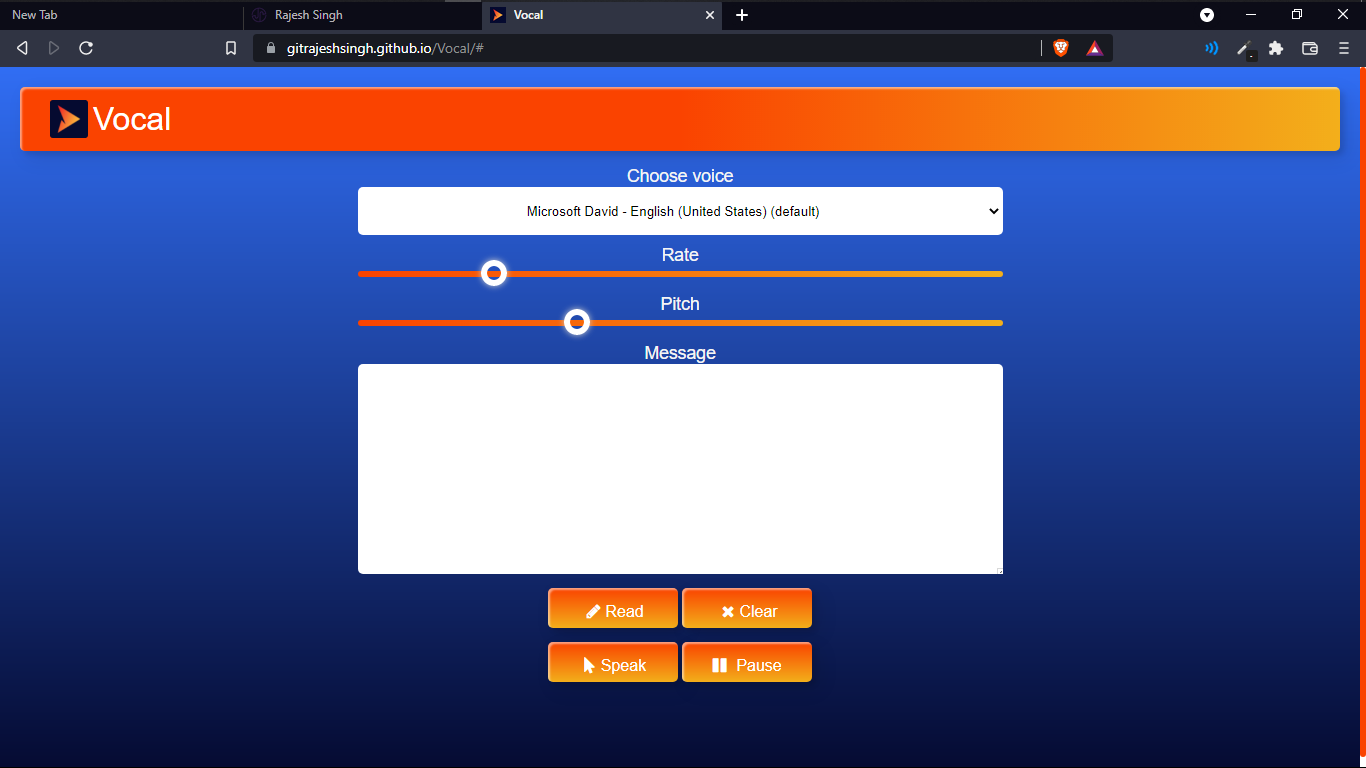 New Tab
Rajesh Singh
Vocal
gitrajeshsingh.github.io/Vocal/#
Vocal
Choose voice
Microsoft David - English (United States) (default)
Rate
Pitch
Message
Read
Clear
Speak
Pause